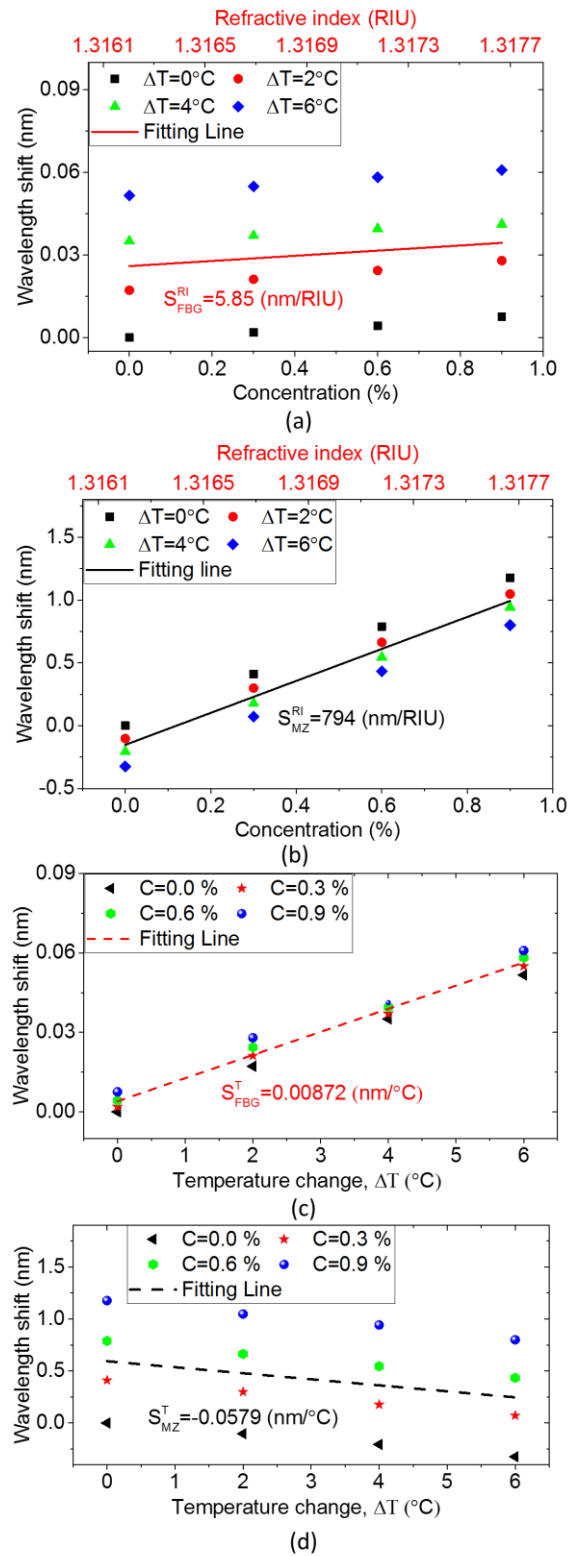 Refractive index (RIU)
1.3161 1.3165 1.3169 1.3173 1.3177
0.09
ΔT=0°C ΔT=2°C
ΔT=4°C ΔT=6°C
Fitting Line
0.06
Wavelength shift (nm)
0.03
S^RI_FBG=5.85 (nm/RIU)
0.00
0.0 0.2 0.4 0.6 0.8 1.0
Concentration (%)
(a)
Refractive index (RIU)
1.3161 1.3165 1.3169 1.3173 1.3177
1.5
ΔT=0°C ΔT=2°C
ΔT=4°C ΔT=6°C
Fitting line
1.0
Wavelength shift (nm)
0.5
S^RI_MZ=794 (nm/RIU)
0.0
-0.5
0.0 0.2 0.4 0.6 0.8 1.0
Concentration (%)
(b)
0.09
C=0.0 % C=0.3 %
C=0.6 % C=0.9 %
Fitting Line
0.06
Wavelength shift (nm)
0.03
S^T_FBG=0.00872 (nm/°C)
0.00
0 1 2 3 4 5 6
Temperature change, ΔT (°C)
(c)
C=0.0 % C=0.3 %
C=0.6 % C=0.9 %
Fitting Line
1.5
1.0
Wavelength shift (nm)
0.5
S^T_MZ=-0.0579 (nm/°C)
0.0
0 1 2 3 4 5 6
Temperature change, ΔT (°C)
(d)